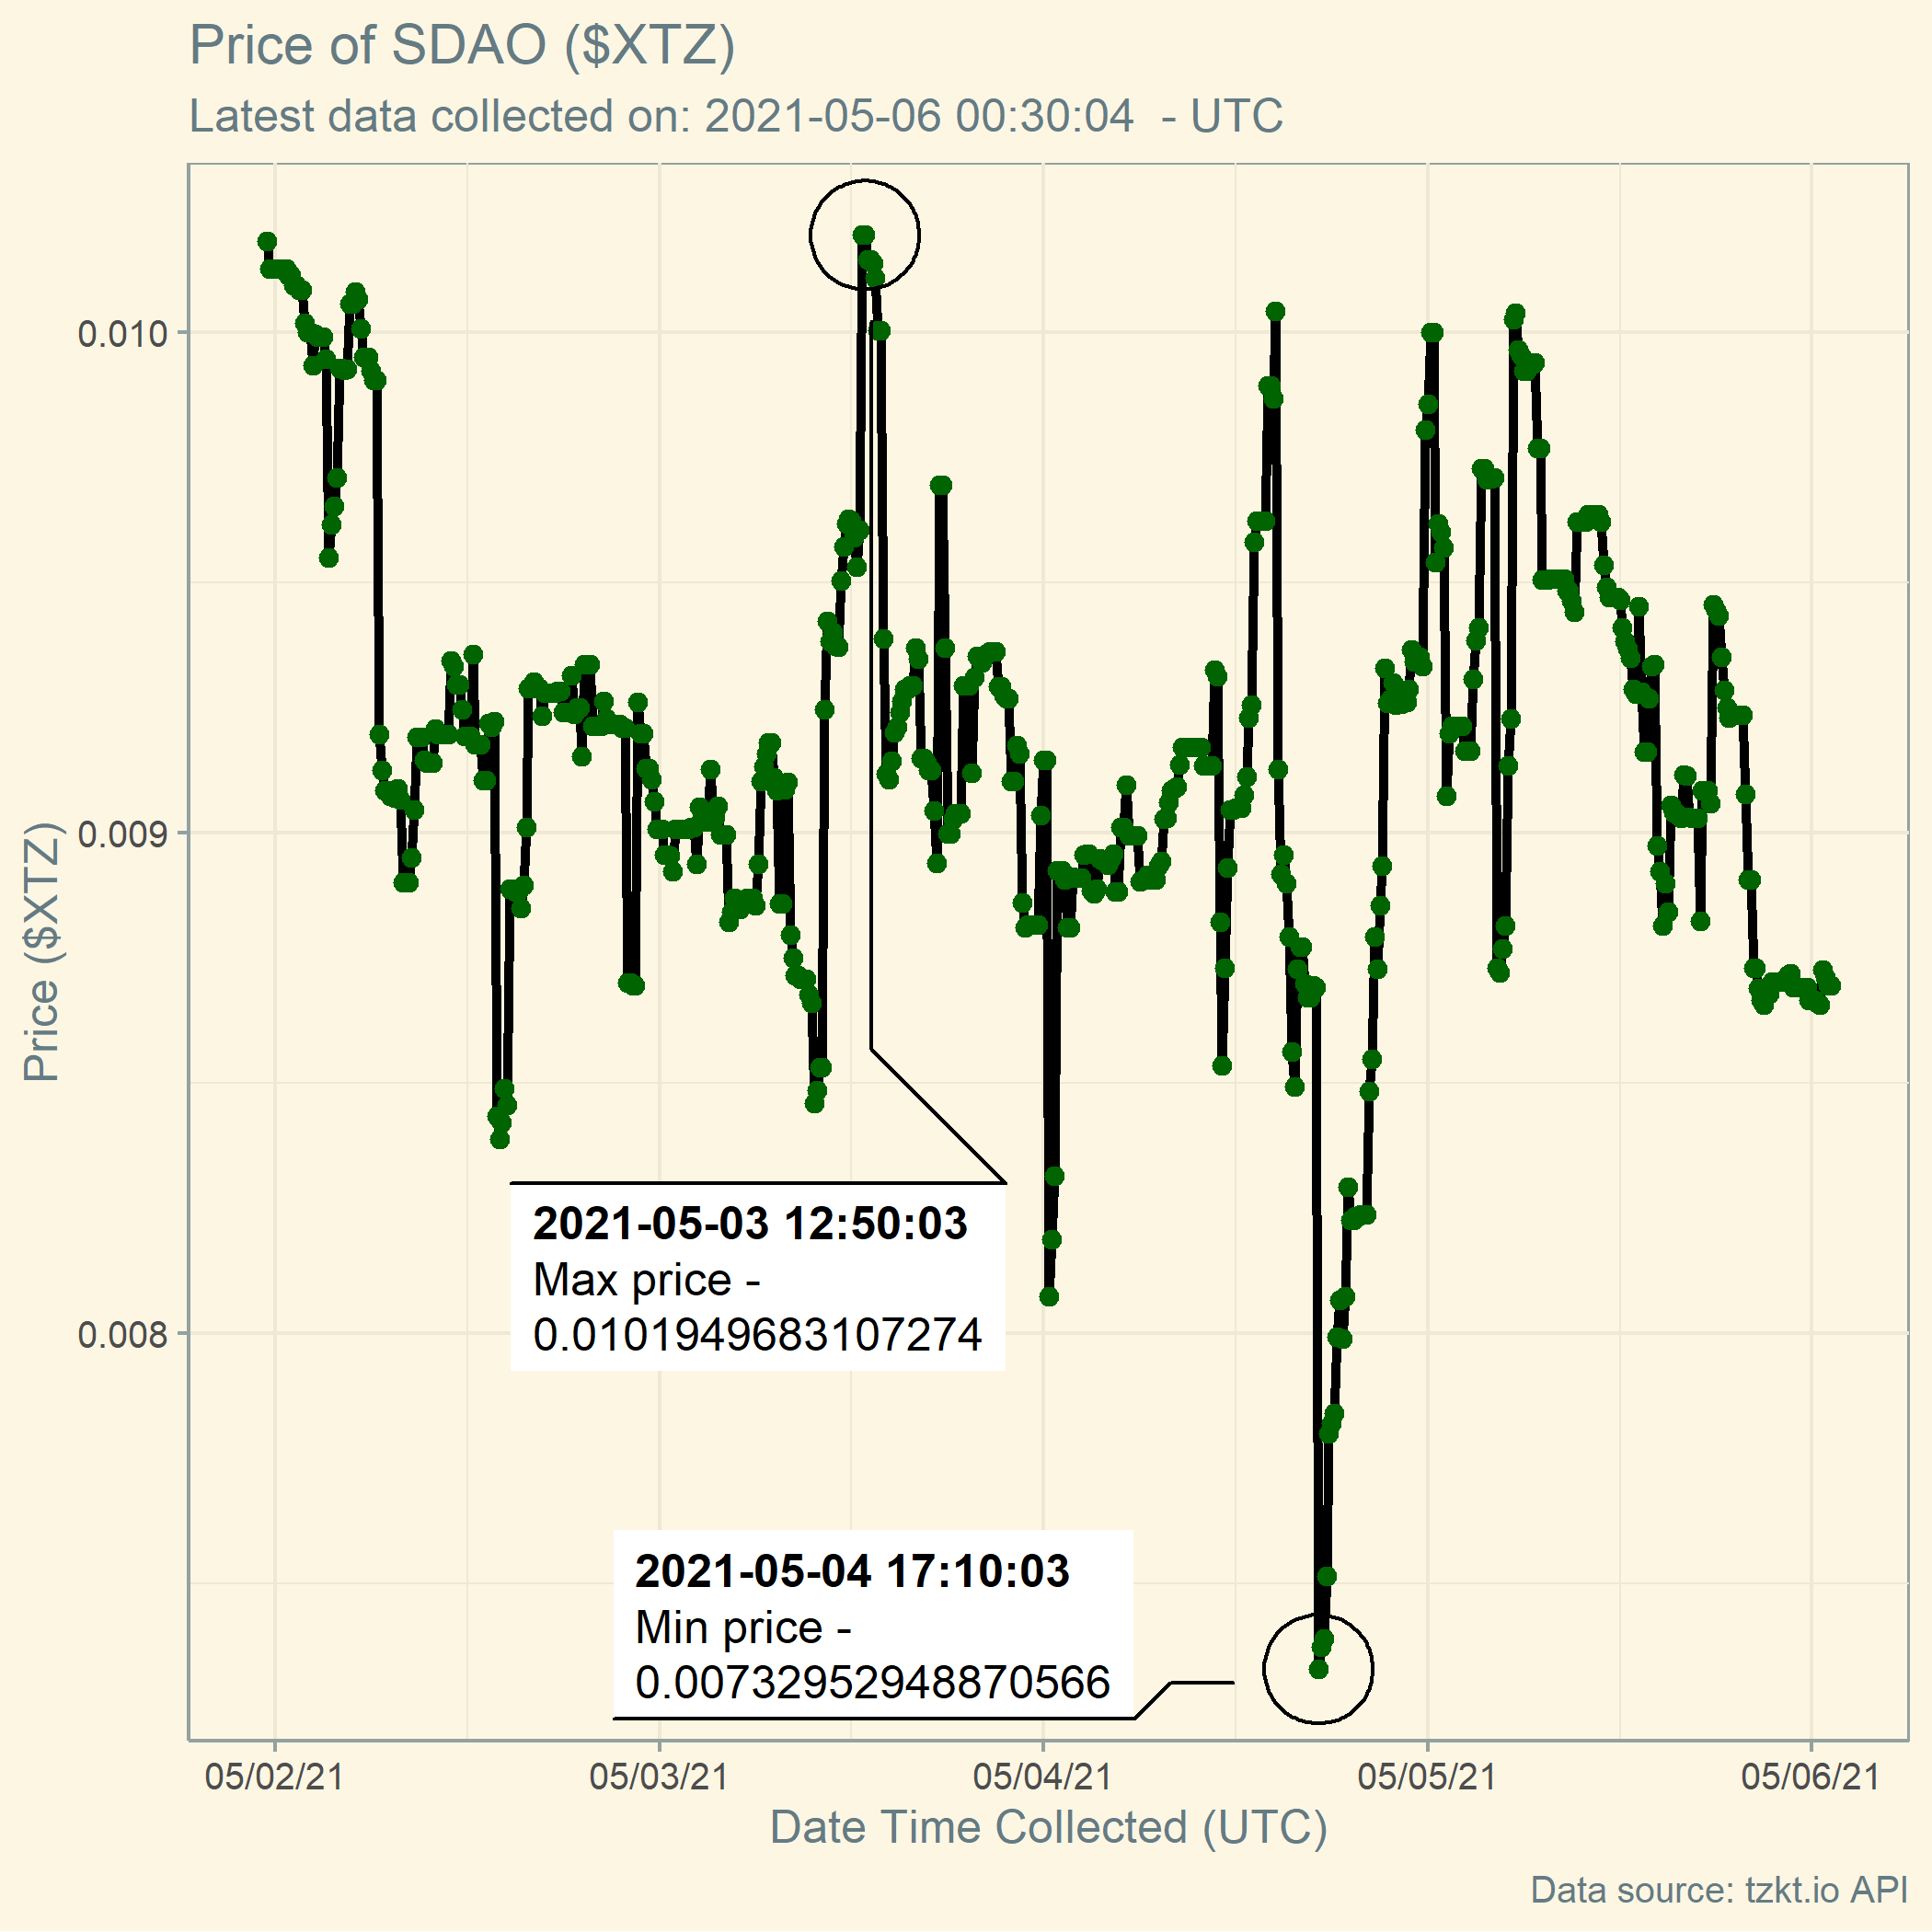 Price of SDAO ($XTZ)
Latest data collected on: 2021-05-06 00:30:04  - UTC
0.010
0.009
0.008
Price ($XTZ)
2021-05-03 12:50:03
Max price -
0.0101949683107274
2021-05-04 17:10:03
Min price -
0.00732952948870566
05/02/21
05/03/21
05/04/21
05/05/21
05/06/21
Date Time Collected (UTC)
Data source: tzkt.io API